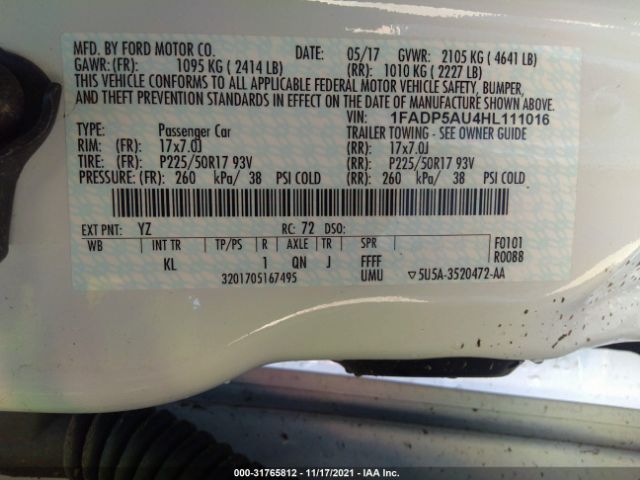 MFD. BY FORD MOTOR CO. DATE: 05/17 GVWR: 2105 KG ( 4641 LB)
GAWR: (FR): 1095 KG ( 2414 LB) (RR): 1010 KG ( 2227 LB)
THIS VEHICLE CONFORMS TO ALL APPLICABLE FEDERAL MOTOR VEHICLE SAFETY, BUMPER,
AND THEFT PREVENTION STANDARDS IN EFFECT ON THE DATE OF MANUFACTURE SHOWN ABOVE.
VIN: 1FADP5AU4HL111016
TYPE: Passenger Car TRAILER TOWING - SEE OWNER GUIDE
RIM: (FR): 17x7.0J (RR): 17x7.0J
TIRE: (FR): P225/50R17 93V (RR): P225/50R17 93V
PRESSURE: (FR): 260 kPa/ 38 PSI COLD (RR): 260 kPa/ 38 PSI COLD
EXT PNT: YZ RC: 72 DSO:
WB INT TR TP/PS R AXLE TR SPR F0101
KL 1 QN J FFFF R0088
320170516749S UMU ▽5U5A-3520472-AA
000-31765812 - 11/17/2021 - IAA Inc.